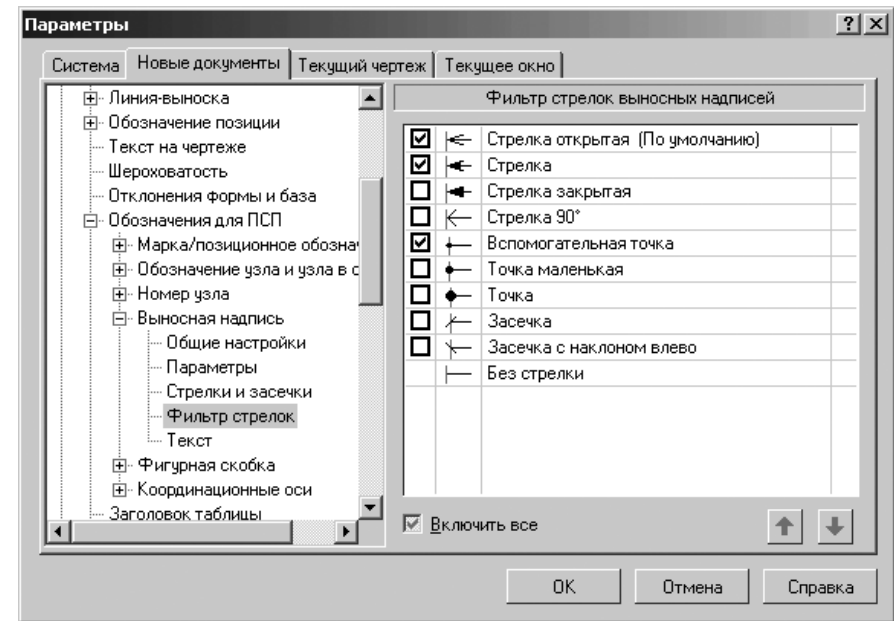 Параметры
Система Новые документы Текущий чертеж Текущее окно
Линия-выноска
Обозначение позиции
Текст на чертеже
Шероховатость
Отклонения формы и база
Обозначения для ПСП
Марка/позиционное обознач
Обозначение узла и узла в с
Номер узла
Выносная надпись
Общие настройки
Параметры
Стрелки и засечки
Фильтр стрелок
Текст
Фигурная скобка
Координационные оси
Заголовок таблицы
Фильтр стрелок выносных надписей
Стрелка открытая (По умолчанию)
Стрелка
Стрелка закрытая
Стрелка 90°
Вспомогательная точка
Точка маленькая
Точка
Засечка
Засечка с наклоном влево
Без стрелки
Включить все
OK Отмена Справка